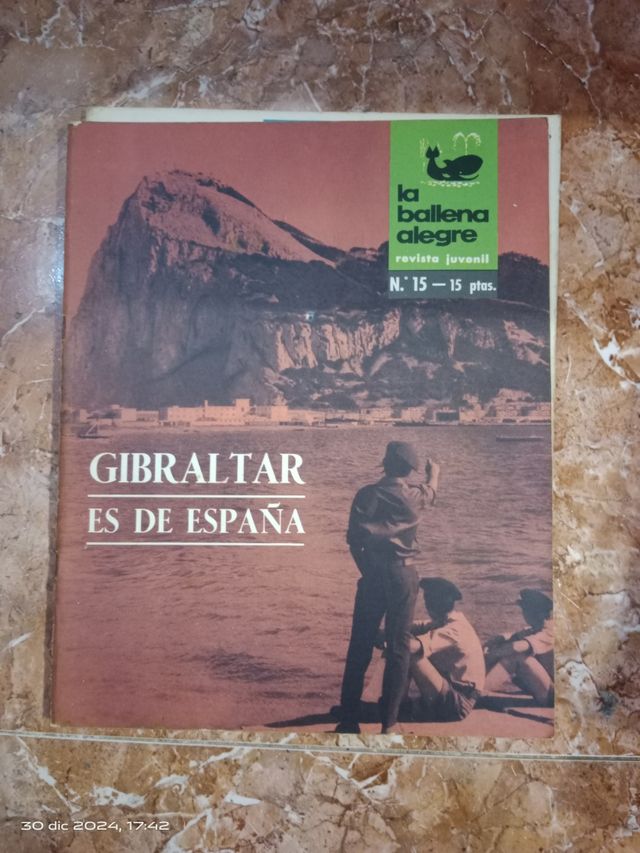 la
ballena
alegre
revista juvenil
N.° 15 — 15 ptas.
GIBRALTAR
ES DE ESPAÑA
30 dic 2024, 17:42